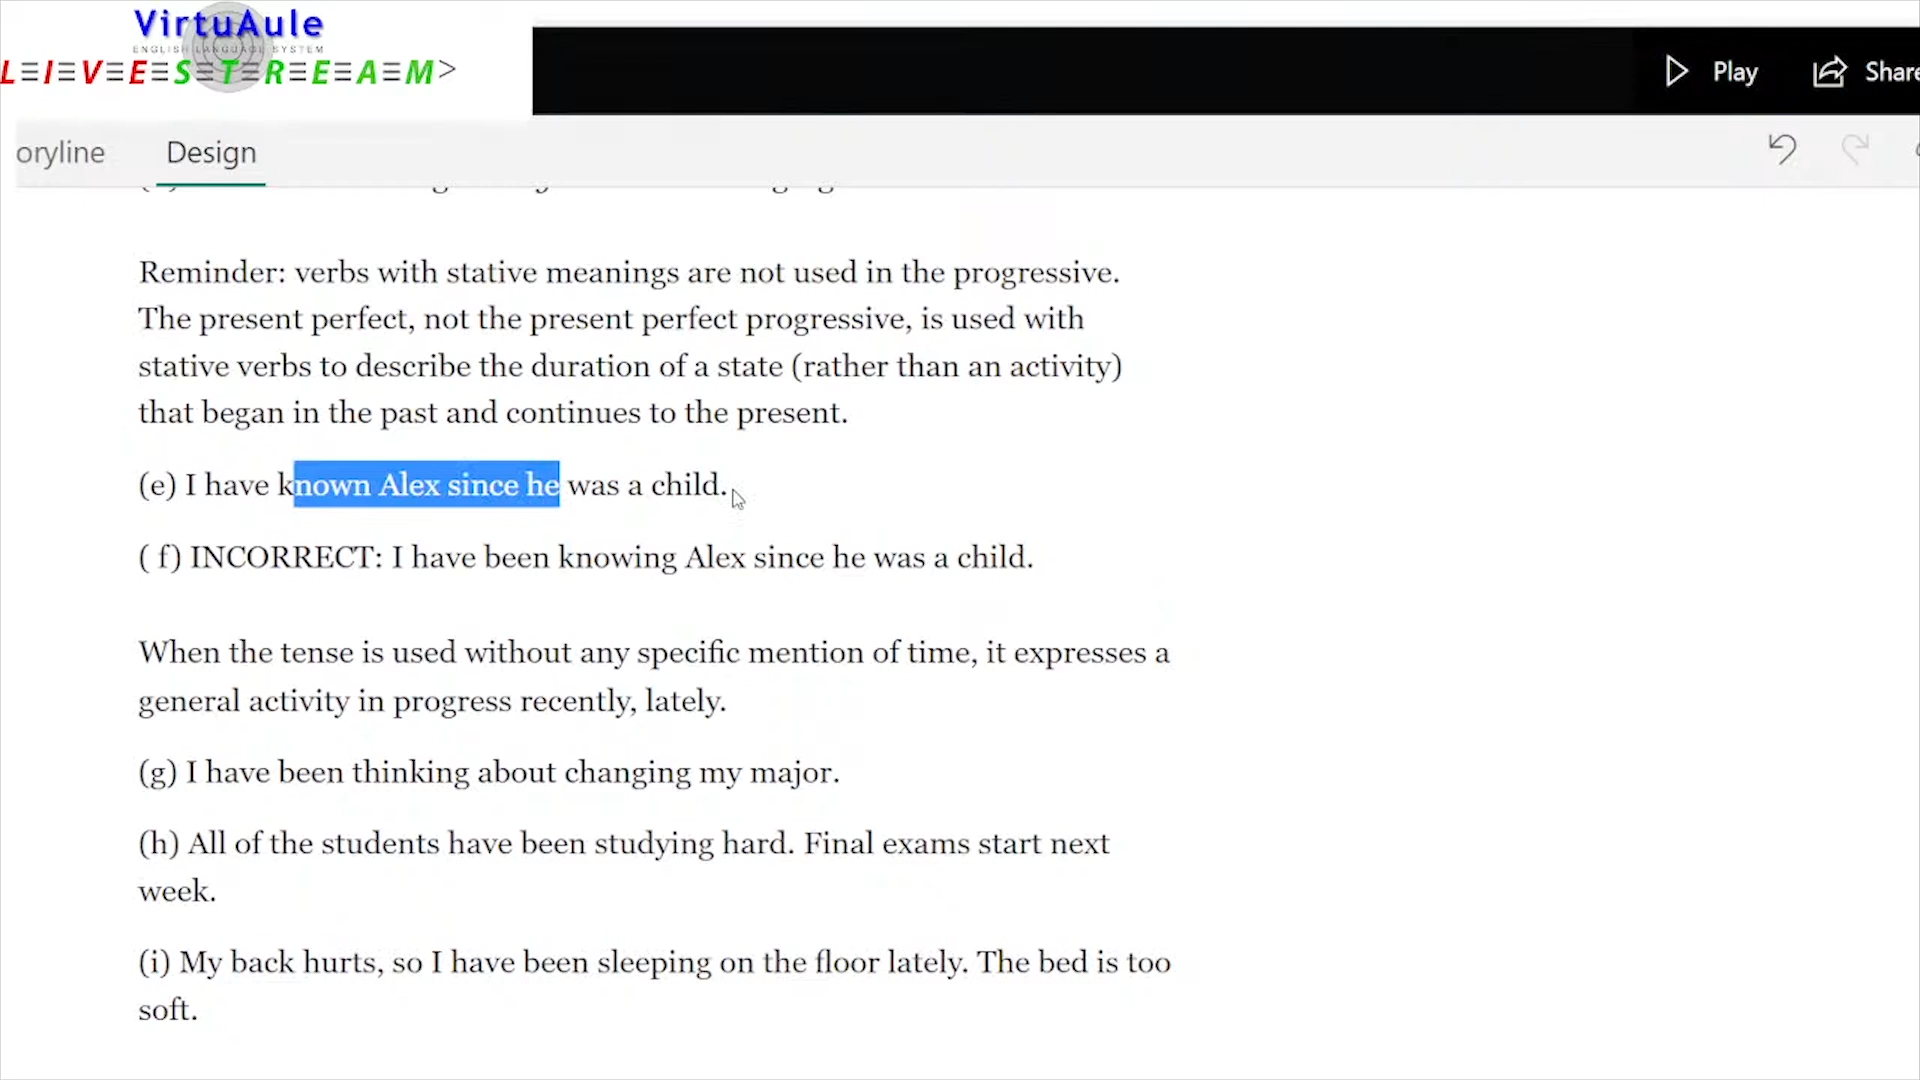 VirtuAule
ENGLISH LANGUAGE SYSTEM
L≡I≡V≡E≡S≡T≡R≡E≡A≡M>
Play
Share
oryline
Design
Reminder: verbs with stative meanings are not used in the progressive.
The present perfect, not the present perfect progressive, is used with
stative verbs to describe the duration of a state (rather than an activity)
that began in the past and continues to the present.
(e) I have known Alex since he was a child.
( f) INCORRECT: I have been knowing Alex since he was a child.
When the tense is used without any specific mention of time, it expresses a
general activity in progress recently, lately.
(g) I have been thinking about changing my major.
(h) All of the students have been studying hard. Final exams start next
week.
(i) My back hurts, so I have been sleeping on the floor lately. The bed is too
soft.